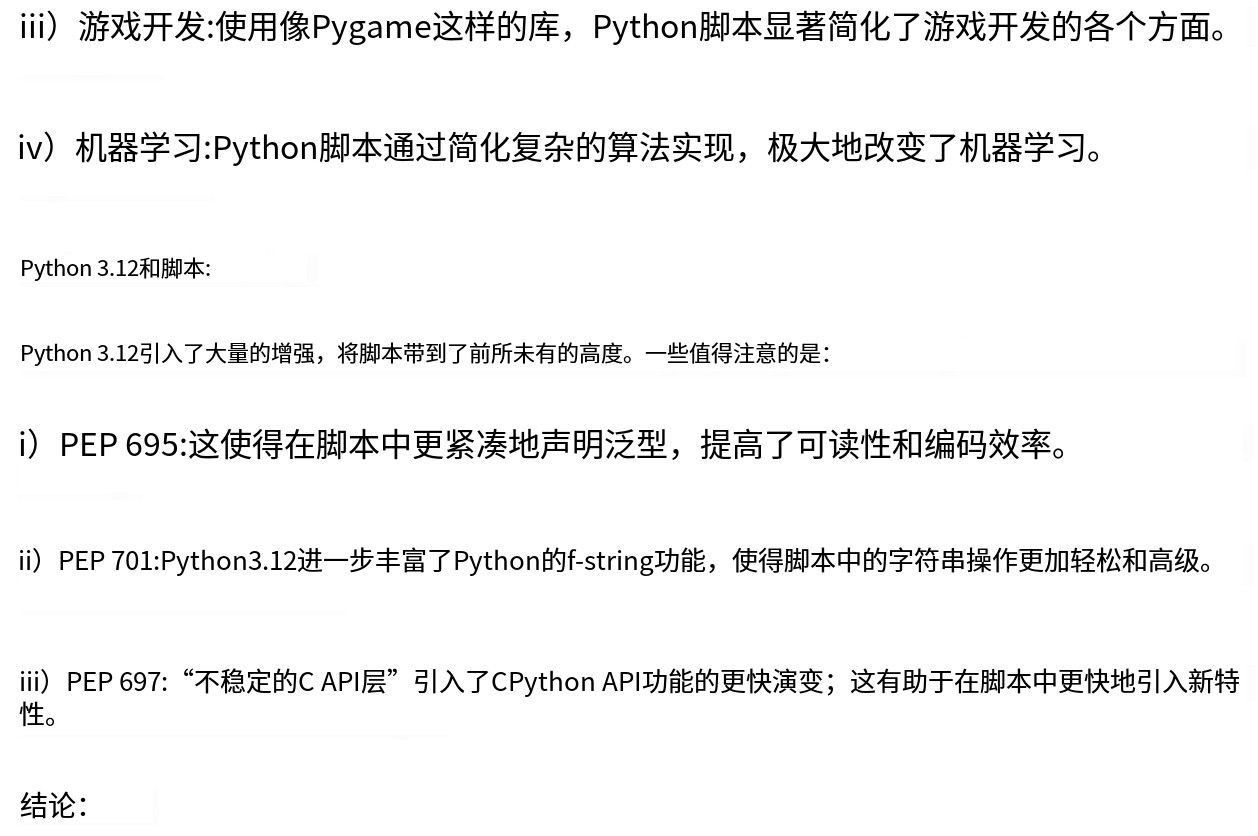 iii）游戏开发:使用像Pygame这样的库，Python脚本显著简化了游戏开发的各个方面。
iv）机器学习:Python脚本通过简化复杂的算法实现，极大地改变了机器学习。
Python 3.12和脚本:
Python 3.12引入了大量的增强，将脚本带到了前所未有的高度。一些值得注意的是：
i）PEP 695:这使得在脚本中更紧凑地声明泛型，提高了可读性和编码效率。
ii）PEP 701:Python3.12进一步丰富了Python的f-string功能，使得脚本中的字符串操作更加轻松和高级。
iii）PEP 697:“不稳定的C API层”引入了CPython API功能的更快演变；这有助于在脚本中更快地引入新特
性。
结论：